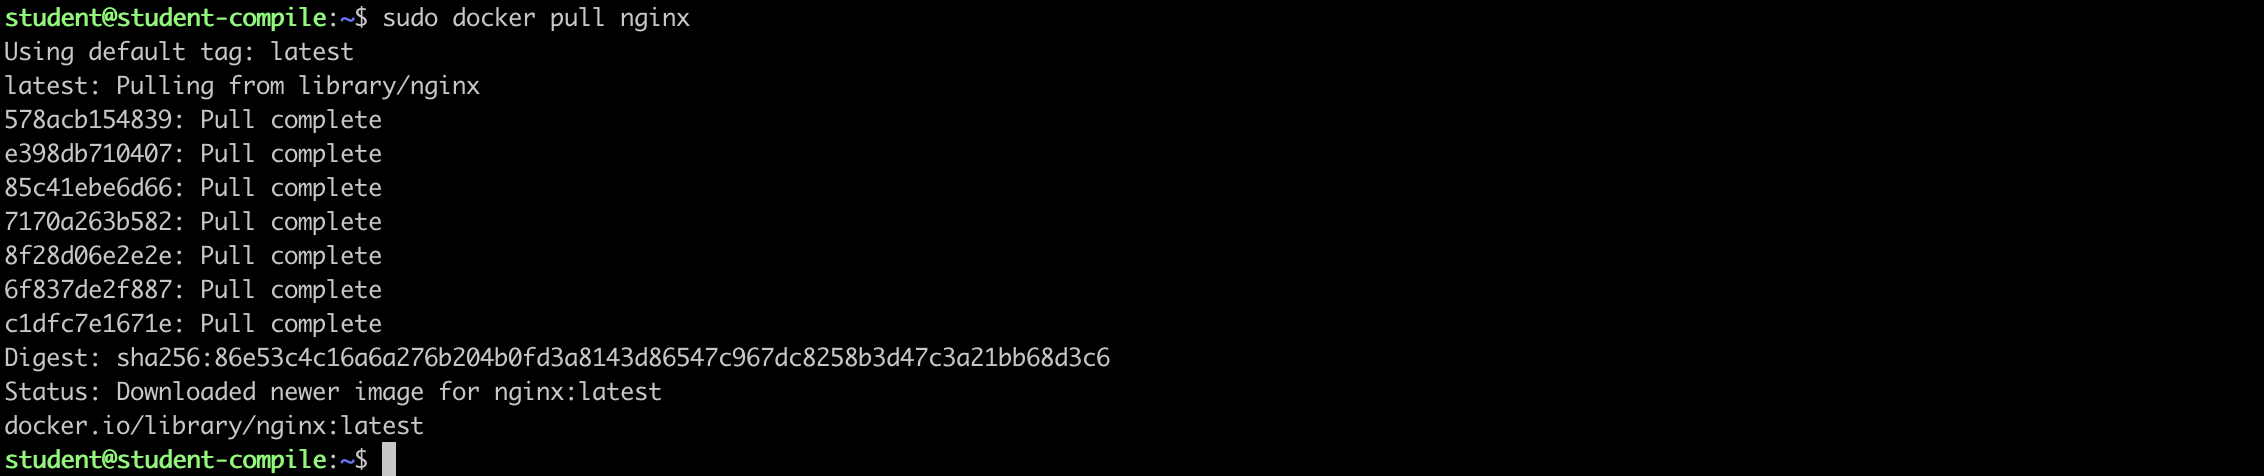 student@student-compile:~$ sudo docker pull nginx
Using default tag: latest
latest: Pulling from library/nginx
578acb154839: Pull complete
e398db710407: Pull complete
85c41ebe6d66: Pull complete
7170a263b582: Pull complete
8f28d06e2e2e: Pull complete
6f837de2f887: Pull complete
c1dfc7e1671e: Pull complete
Digest: sha256:86e53c4c16a6a276b204b0fd3a8143d86547c967dc8258b3d47c3a21bb68d3c6
Status: Downloaded newer image for nginx:latest
docker.io/library/nginx:latest
student@student-compile:~$